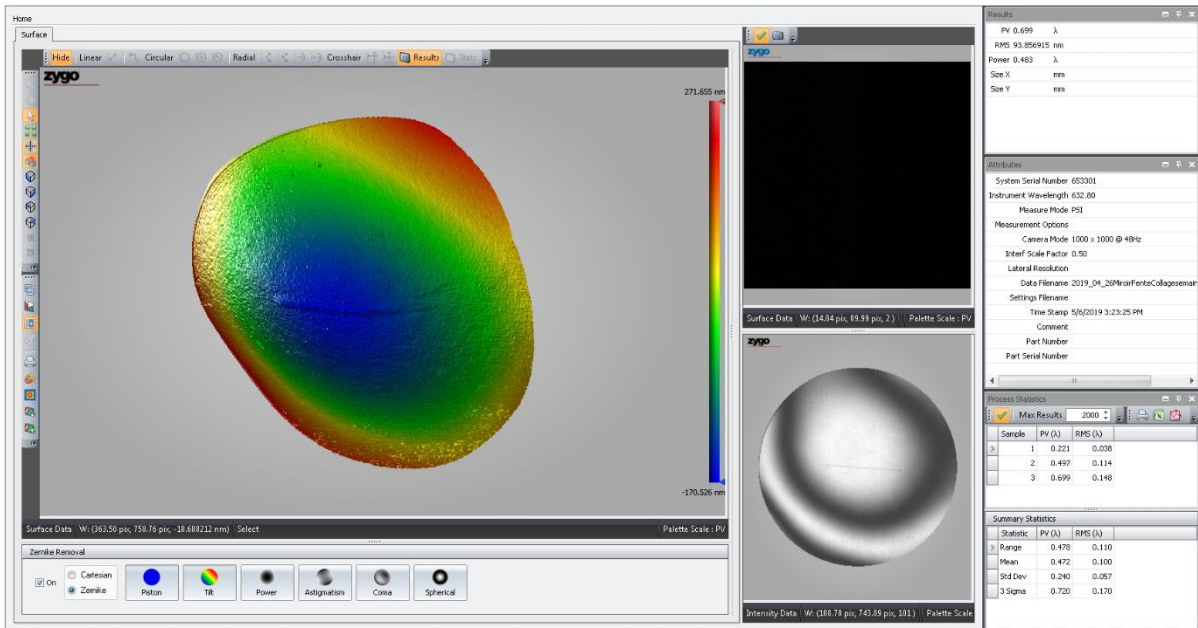 Home
Surface
Hide Linear Circular Radial Crosshair Results Stats
zygo
271.655 nm
-170.526 nm
Surface Data W: (363.50 pix, 758.76 pix, -18.688212 nm) Select Palette Scale : PV
Zernike Removal
On
Cartesian
Zernike
Piston Tilt Power Astigmatism Coma Spherical
zygo
Surface Data W: (14.84 pix, 89.99 pix, 2 ) Palette Scale : PV
zygo
Intensity Data W: (188.78 pix, 743.89 pix, 101 ) Palette Scale
Results
PV 0.699 λ
RMS 93.856915 nm
Power 0.483 λ
Size X mm
Size Y mm
Attributes
System Serial Number 653301
Instrument Wavelength 632.80
Measure Mode PSI
Measurement Options
Camera Mode 1000 x 1000 @ 48Hz
Interf Scale Factor 0.50
Lateral Resolution
Data Filename 2019_04_26MiroirFenteCollagesemair
Settings Filename
Time Stamp 5/6/2019 3:23:25 PM
Comment
Part Number
Part Serial Number
Process Statistics
Max Results 2000
Sample PV (λ) RMS (λ)
1 0.221 0.038
2 0.497 0.114
3 0.699 0.148
Summary Statistics
Statistic PV (λ) RMS (λ)
Range 0.478 0.110
Mean 0.472 0.100
Std Dev 0.240 0.057
3 Sigma 0.720 0.170